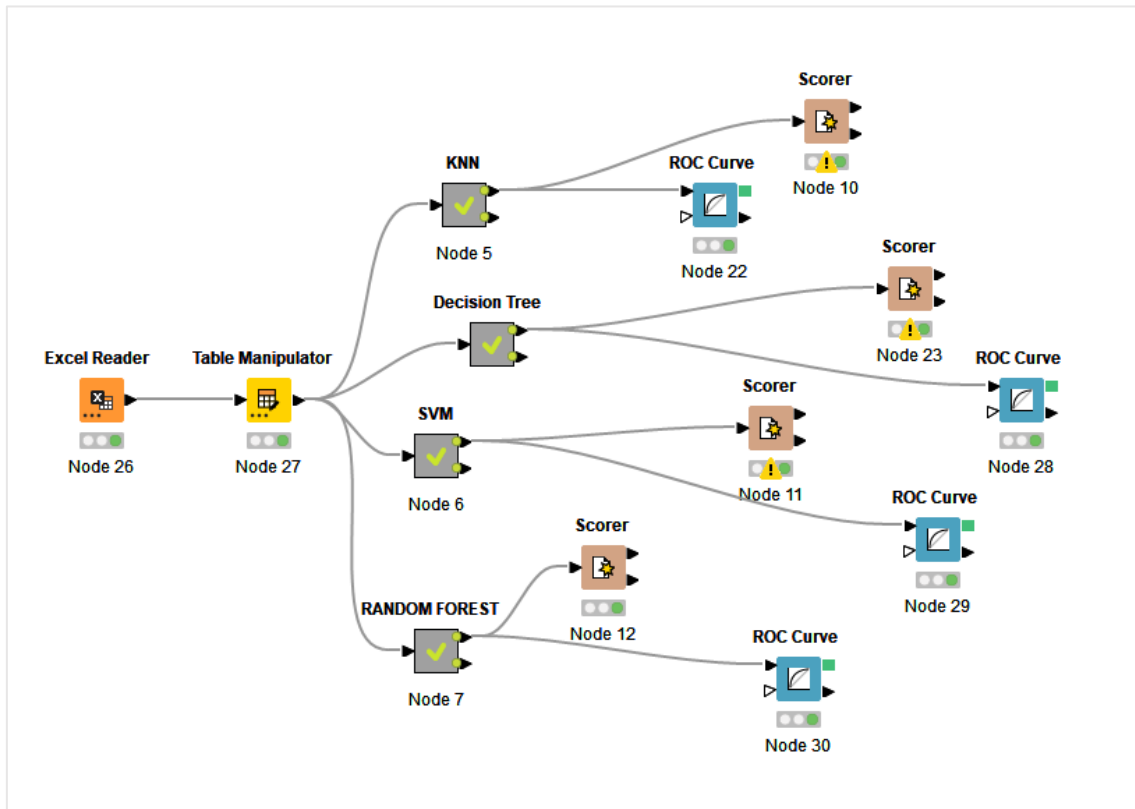 Scorer
Node 10
KNN
Node 5
ROC Curve
Node 22
Scorer
Node 23
Decision Tree
ROC Curve
Node 28
Excel Reader
Node 26
Table Manipulator
Node 27
SVM
Node 6
Scorer
Node 11
ROC Curve
Node 29
Scorer
Node 12
RANDOM FOREST
Node 7
ROC Curve
Node 30